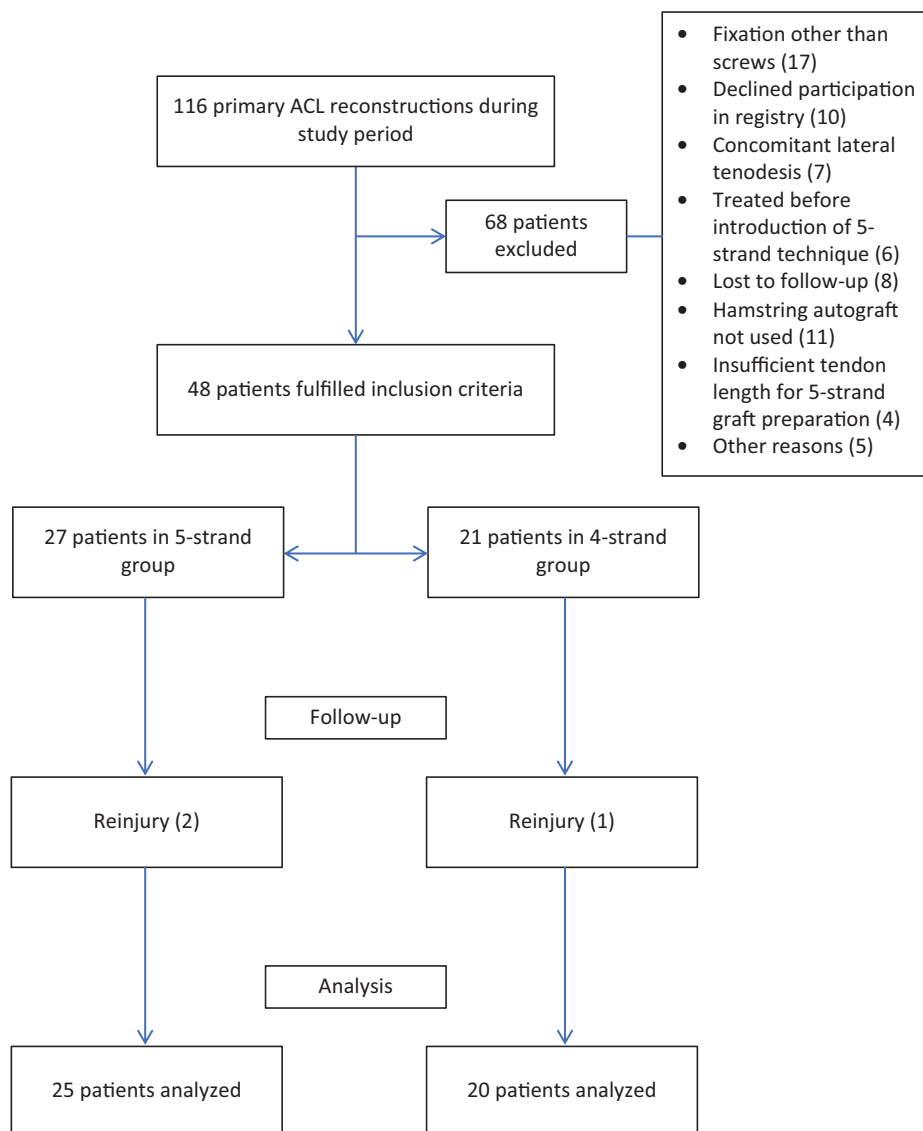 116 primary ACL reconstructions during
study period
68 patients
excluded
• Fixation other than
screws (17)
• Declined participation
in registry (10)
• Concomitant lateral
tenodesis (7)
• Treated before
introduction of 5-
strand technique (6)
• Lost to follow-up (8)
• Hamstring autograft
not used (11)
• Insufficient tendon
length for 5-strand
graft preparation (4)
• Other reasons (5)
48 patients fulfilled inclusion criteria
27 patients in 5-strand
group
21 patients in 4-strand
group
Follow-up
Reinjury (2)
Reinjury (1)
Analysis
25 patients analyzed
20 patients analyzed